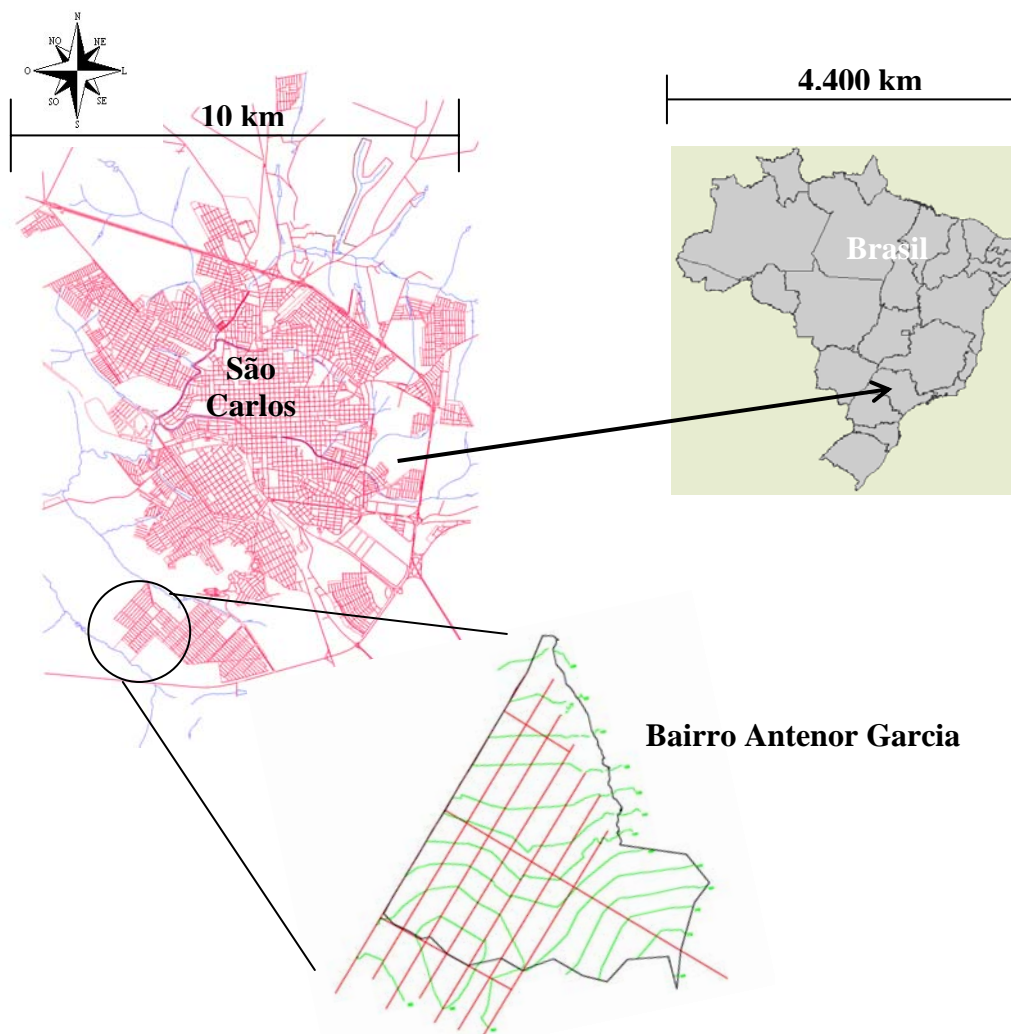 N
NO NE
O L
SO SE
S
10 km
4.400 km
Brasil
São
Carlos
Bairro Antenor Garcia